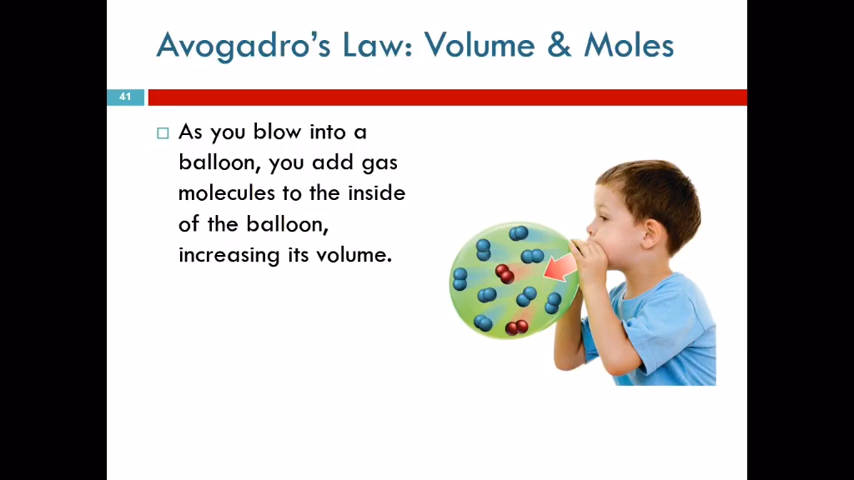 Avogadro's Law: Volume & Moles
41
As you blow into a
balloon, you add gas
molecules to the inside
of the balloon,
increasing its volume.